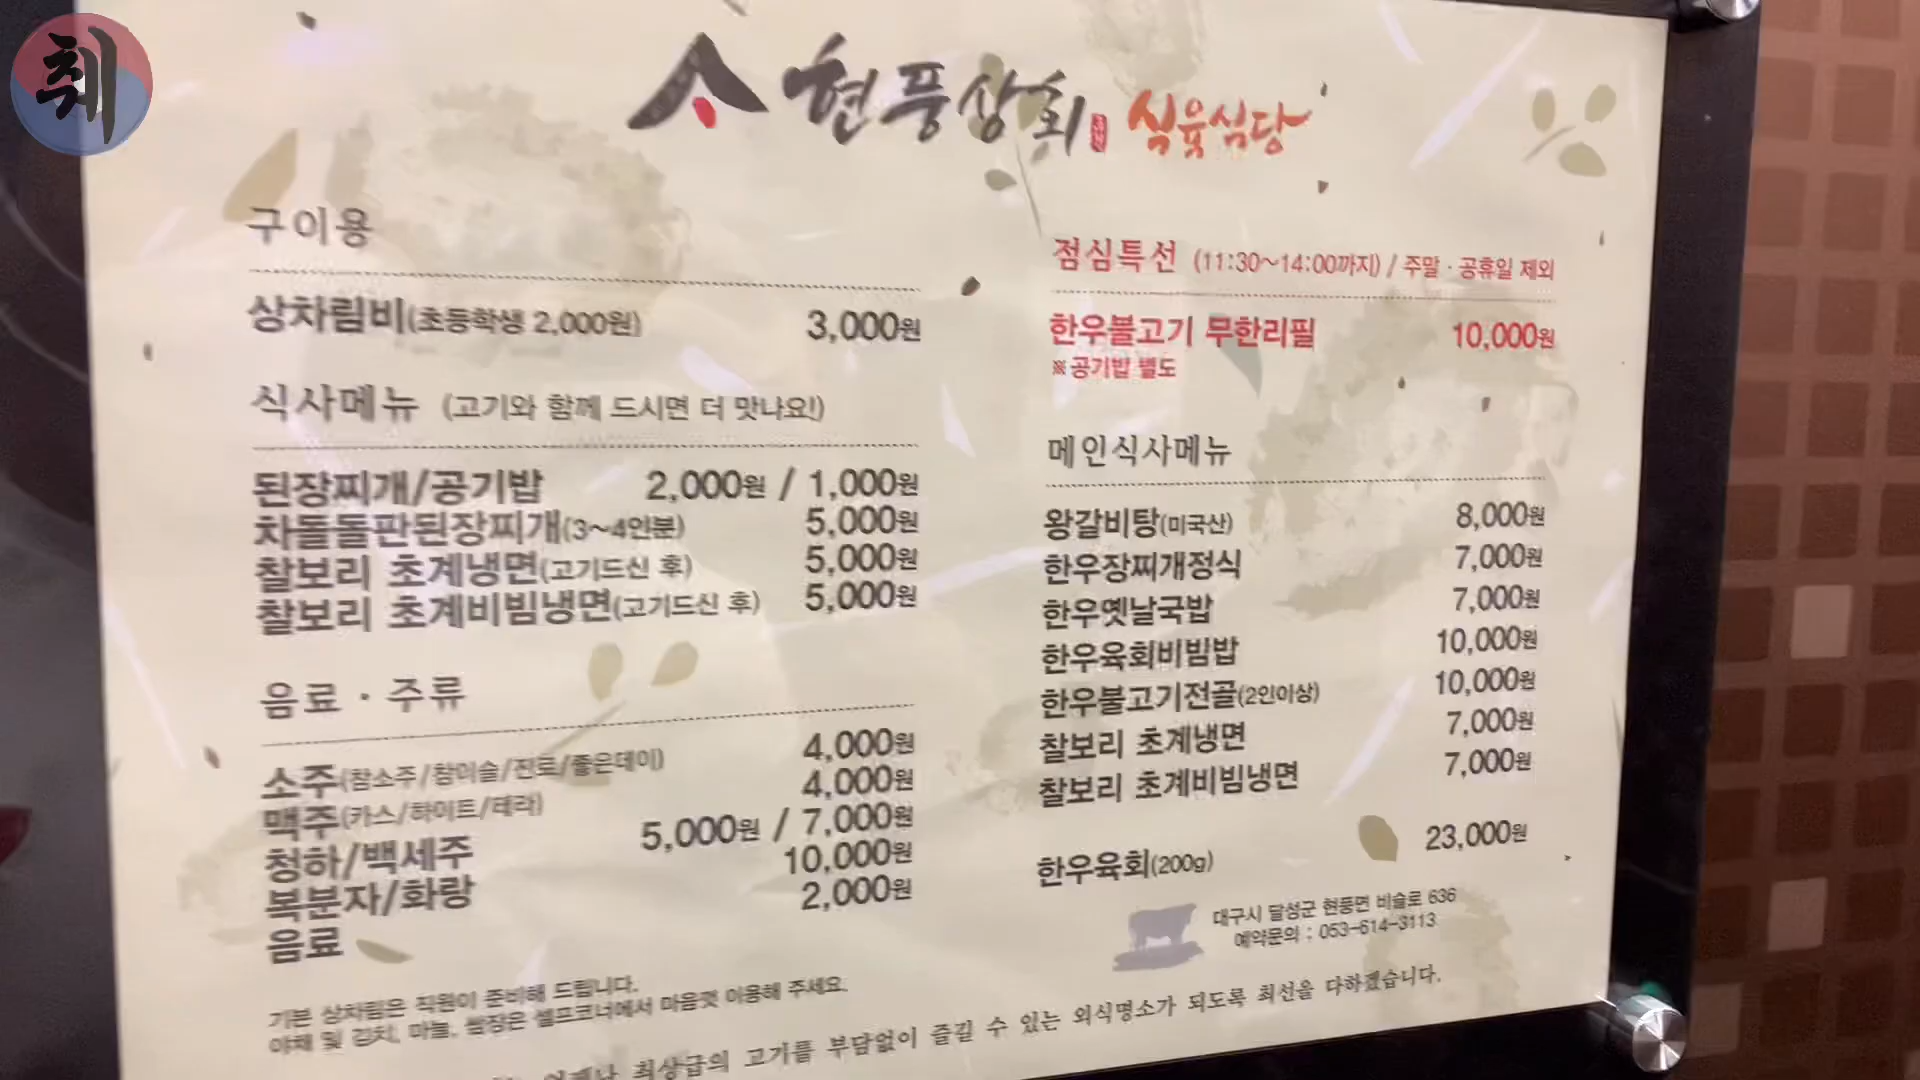 췌
현풍상회 식육식당
구이용
상차림비(초등학생 2,000원) 3,000원
식사메뉴 (고기와 함께 드시면 더 맛나요!)
된장찌개/공기밥 2,000원 / 1,000원
차돌돌판된장찌개(3~4인분) 5,000원
찰보리 초계냉면(고기드신 후) 5,000원
찰보리 초계비빔냉면(고기드신 후) 5,000원
음료 · 주류
소주(참소주/참이슬/진로/좋은데이) 4,000원
맥주(카스/하이트/테라) 4,000원
청하/백세주 5,000원 / 7,000원
복분자/화랑 10,000원
음료 2,000원
기본 상차림은 직원이 준비해 드립니다.
야채 및 김치, 마늘, 쌈장은 셀프코너에서 마음껏 이용해 주세요.
점심특선 (11:30~14:00까지) / 주말 · 공휴일 제외
한우불고기 무한리필 10,000원
※공기밥 별도
메인식사메뉴
왕갈비탕(미국산) 8,000원
한우장찌개정식 7,000원
한우옛날국밥 7,000원
한우육회비빔밥 10,000원
한우불고기전골(2인이상) 10,000원
찰보리 초계냉면 7,000원
찰보리 초계비빔냉면 7,000원
한우육회(200g) 23,000원
대구시 달성군 현풍면 비슬로 636
예약문의 : 053-614-3113
최상급의 고기를 부담없이 즐길 수 있는 외식명소가 되도록 최선을 다하겠습니다.